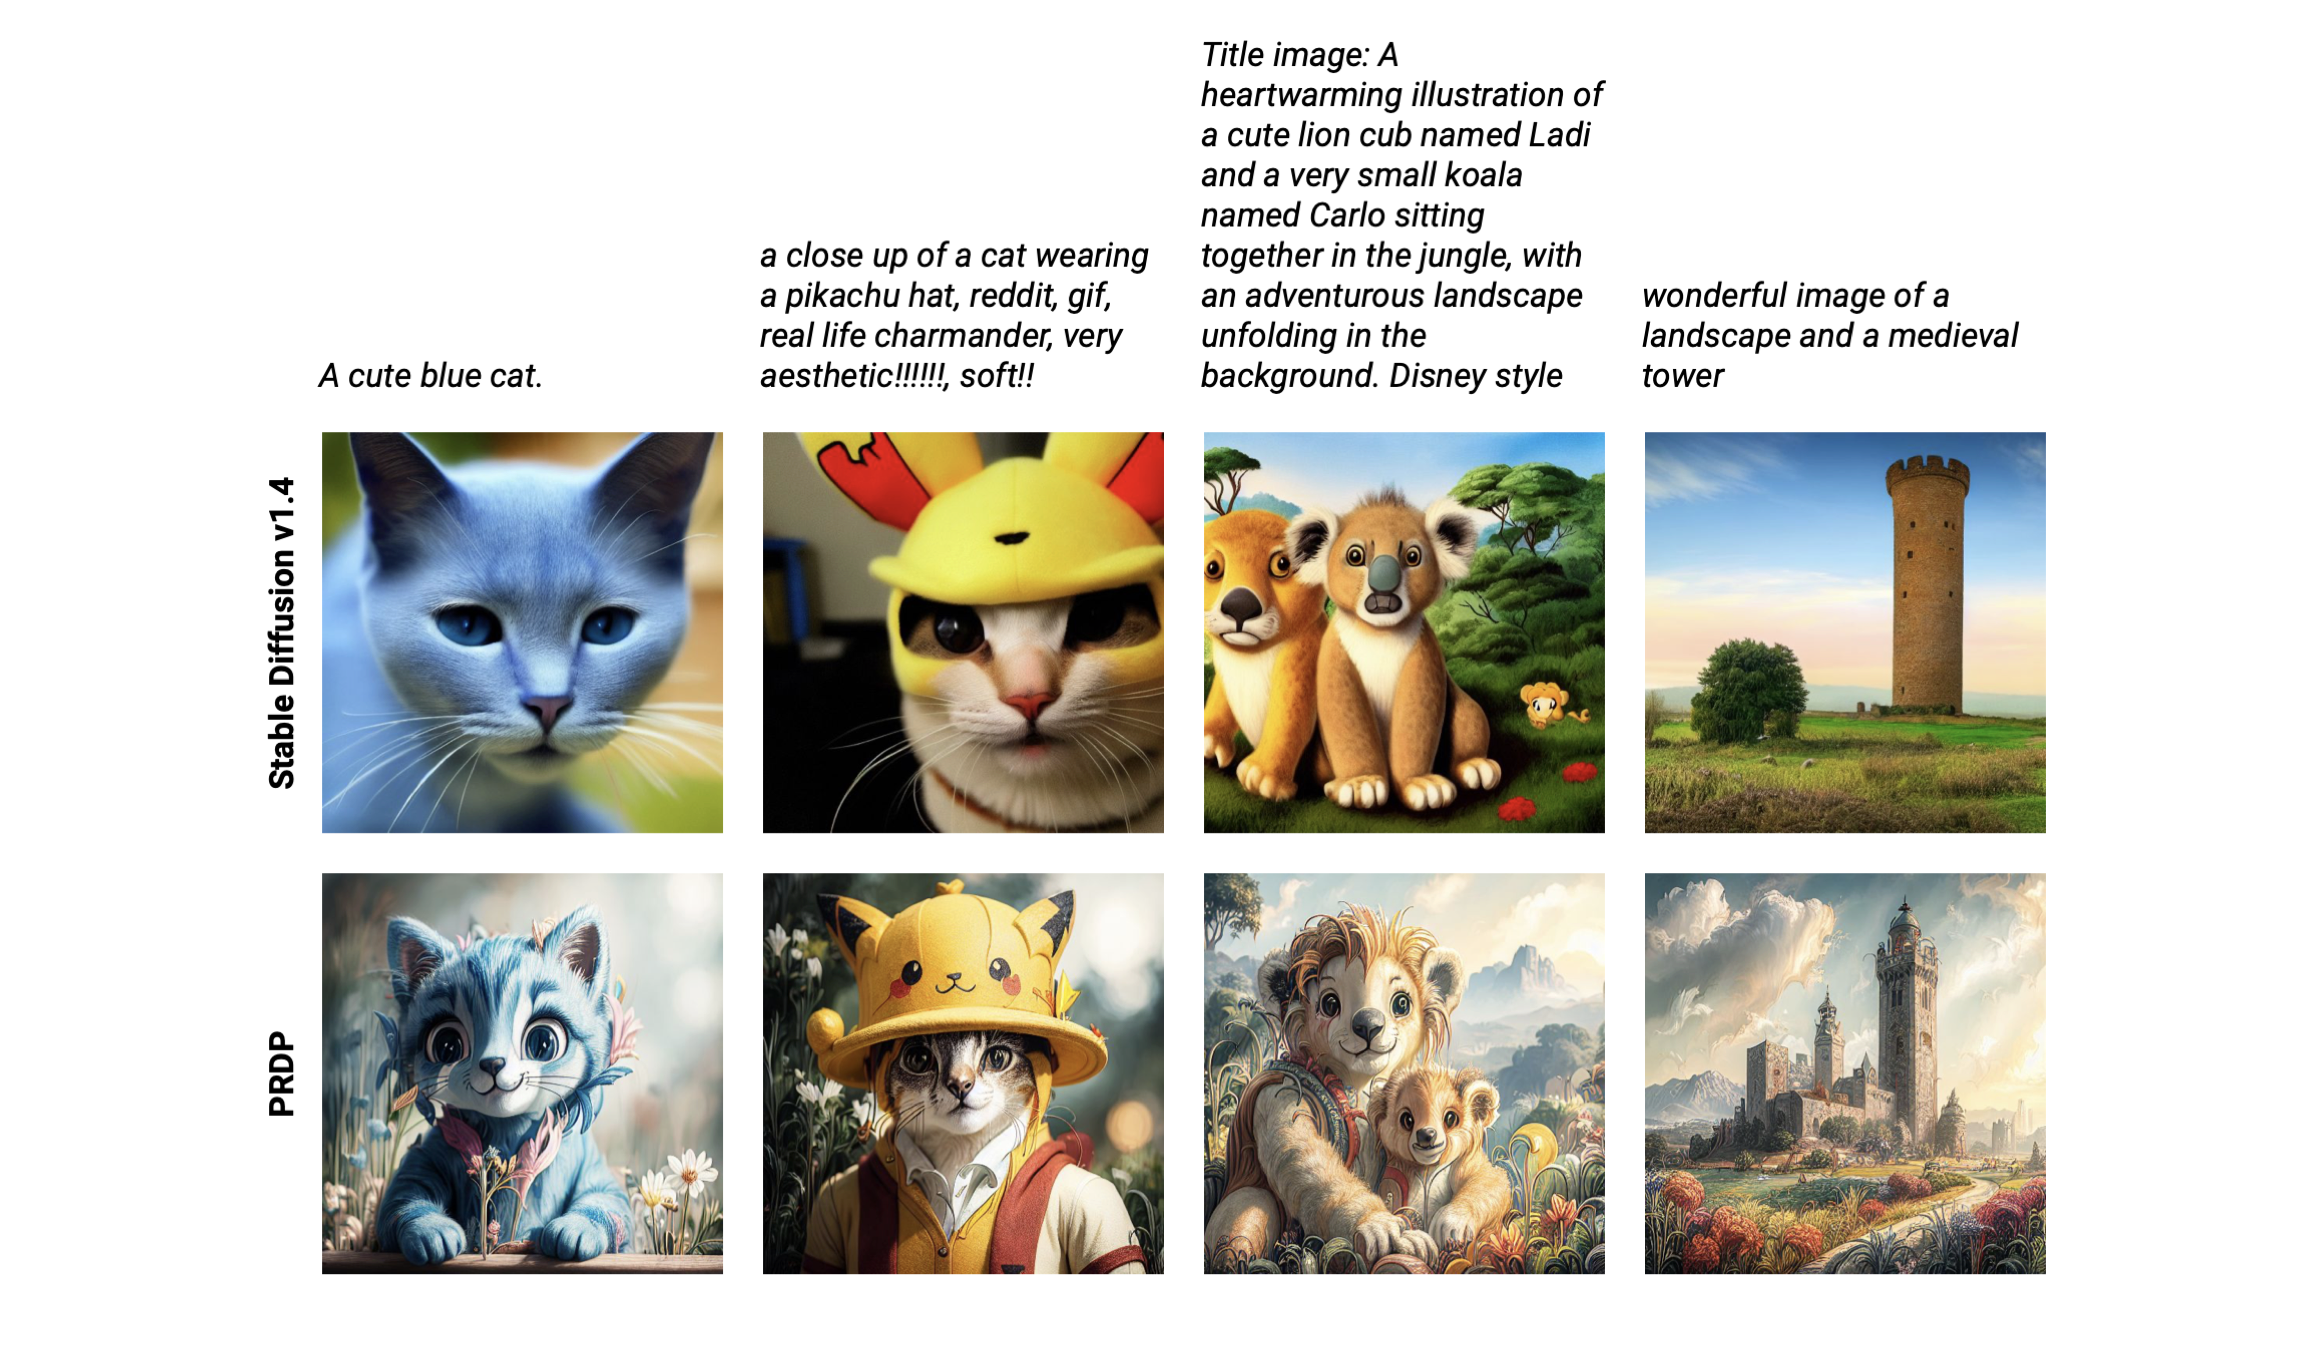 A cute blue cat.
a close up of a cat wearing
a pikachu hat, reddit, gif,
real life charmander, very
aesthetic!!!!!!, soft!!
Title image: A
heartwarming illustration of
a cute lion cub named Ladi
and a very small koala
named Carlo sitting
together in the jungle, with
an adventurous landscape
unfolding in the
background. Disney style
wonderful image of a
landscape and a medieval
tower
Stable Diffusion v1.4
PRDP